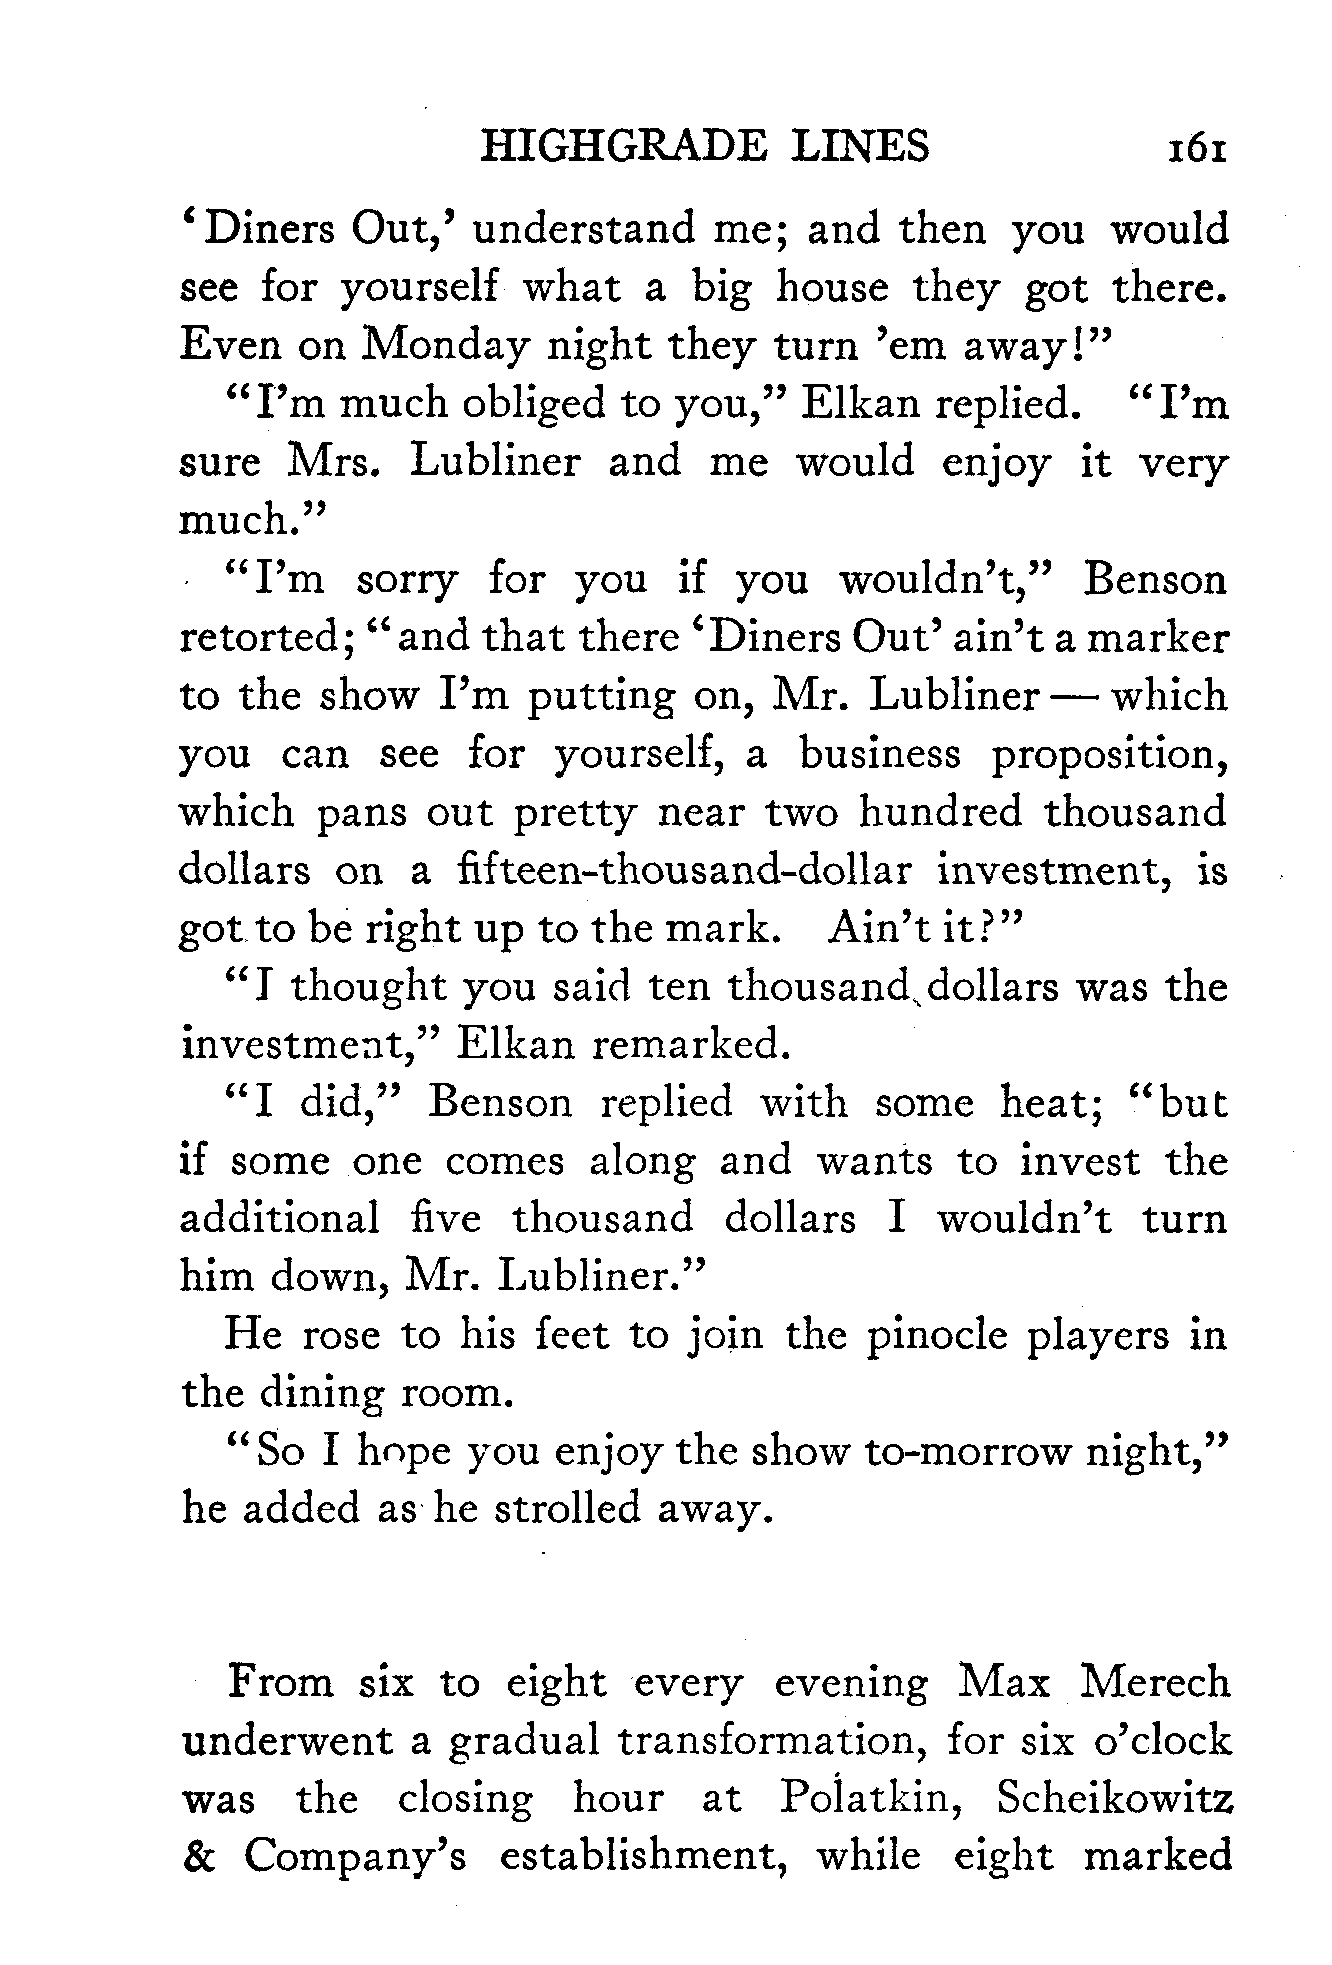 HIGHGRADE LINES 161
‘Diners Out,’ understand me; and then you would
see for yourself what a big house they got there.
Even on Monday night they turn ’em away!”
“I’m much obliged to you,” Elkan replied. “I’m
sure Mrs. Lubliner and me would enjoy it very
much.”
“I’m sorry for you if you wouldn’t,” Benson
retorted; “and that there ‘Diners Out’ ain’t a marker
to the show I’m putting on, Mr. Lubliner — which
you can see for yourself, a business proposition,
which pans out pretty near two hundred thousand
dollars on a fifteen-thousand-dollar investment, is
got to be right up to the mark. Ain’t it?”
“I thought you said ten thousand dollars was the
investment,” Elkan remarked.
“I did,” Benson replied with some heat; “but
if some one comes along and wants to invest the
additional five thousand dollars I wouldn’t turn
him down, Mr. Lubliner.”
He rose to his feet to join the pinocle players in
the dining room.
“So I hope you enjoy the show to-morrow night,”
he added as he strolled away.
From six to eight every evening Max Merech
underwent a gradual transformation, for six o’clock
was the closing hour at Polatkin, Scheikowitz
& Company’s establishment, while eight marked